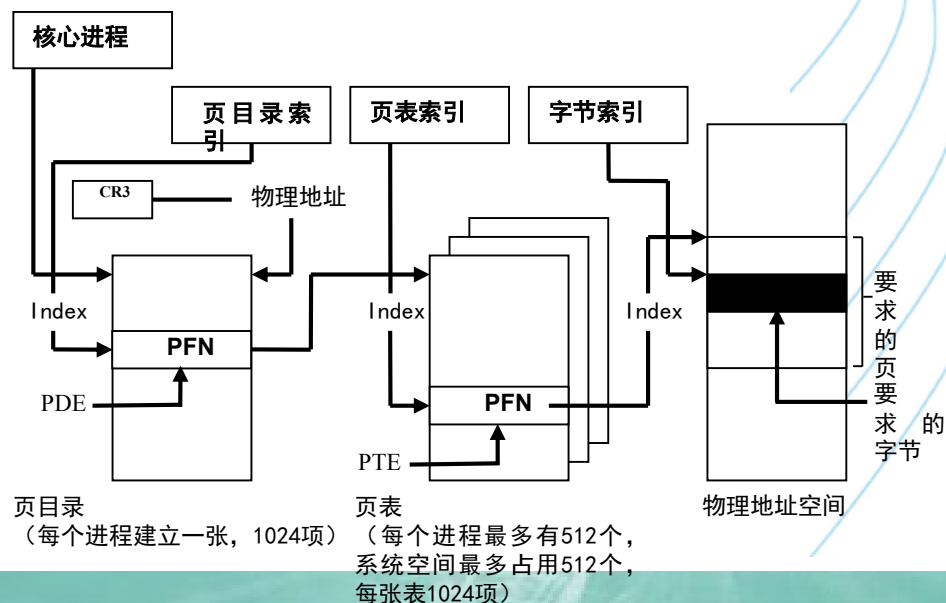 核心进程
页目录索
引
页表索引
字节索引
CR3
物理地址
Index
Index
Index
PFN
PFN
PDE
PTE
要
求
的
页
要
求 的
字节
页目录
（每个进程建立一张，1024项）
页表
（每个进程最多有512个，
系统空间最多占用512个，
每张表1024项）
物理地址空间